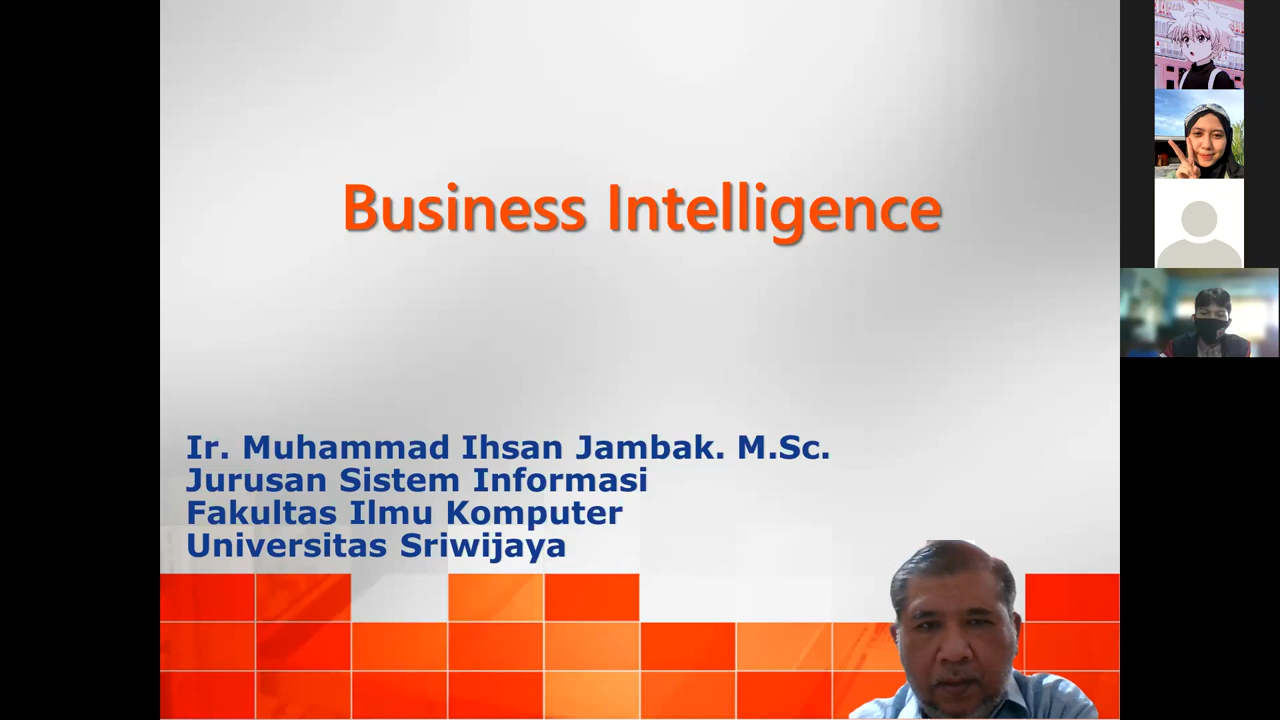 Business Intelligence
Ir. Muhammad Ihsan Jambak. M.Sc.
Jurusan Sistem Informasi
Fakultas Ilmu Komputer
Universitas Sriwijaya